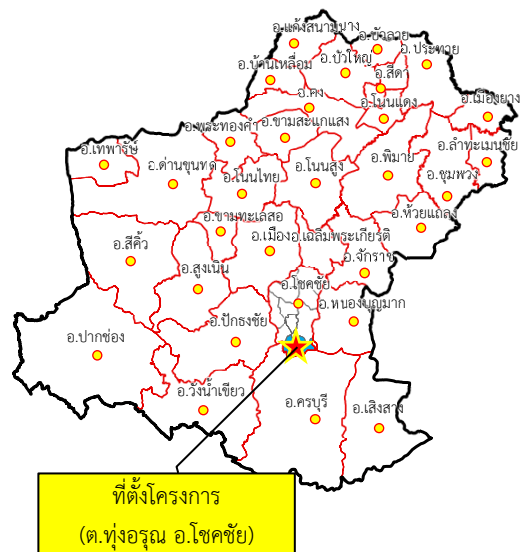 อ.แก้งสนามนาง
อ.บัวลาย
อ.ประทาย
อ.บัวใหญ่
อ.บ้านเหลื่อม
อ.สีดา
อ.คง
อ.โนนแดง
อ.เมืองยาง
อ.พระทองคำ
อ.ขามสะแกแสง
อ.เทพารักษ์
อ.ด่านขุนทด
อ.โนนไทย
อ.โนนสูง
อ.พิมาย
อ.ลำทะเมนชัย
อ.ชุมพวง
อ.ขามทะเลสอ
อ.เมือง
อ.เฉลิมพระเกียรติ
อ.ห้วยแถลง
อ.สีคิ้ว
อ.สูงเนิน
อ.จักราช
อ.โชคชัย
อ.หนองบุญมาก
อ.ปากช่อง
อ.ปักธงชัย
อ.วังน้ำเขียว
อ.ครบุรี
อ.เสิงสาง
ที่ตั้งโครงการ
(ต.ทุ่งอรุณ อ.โชคชัย)